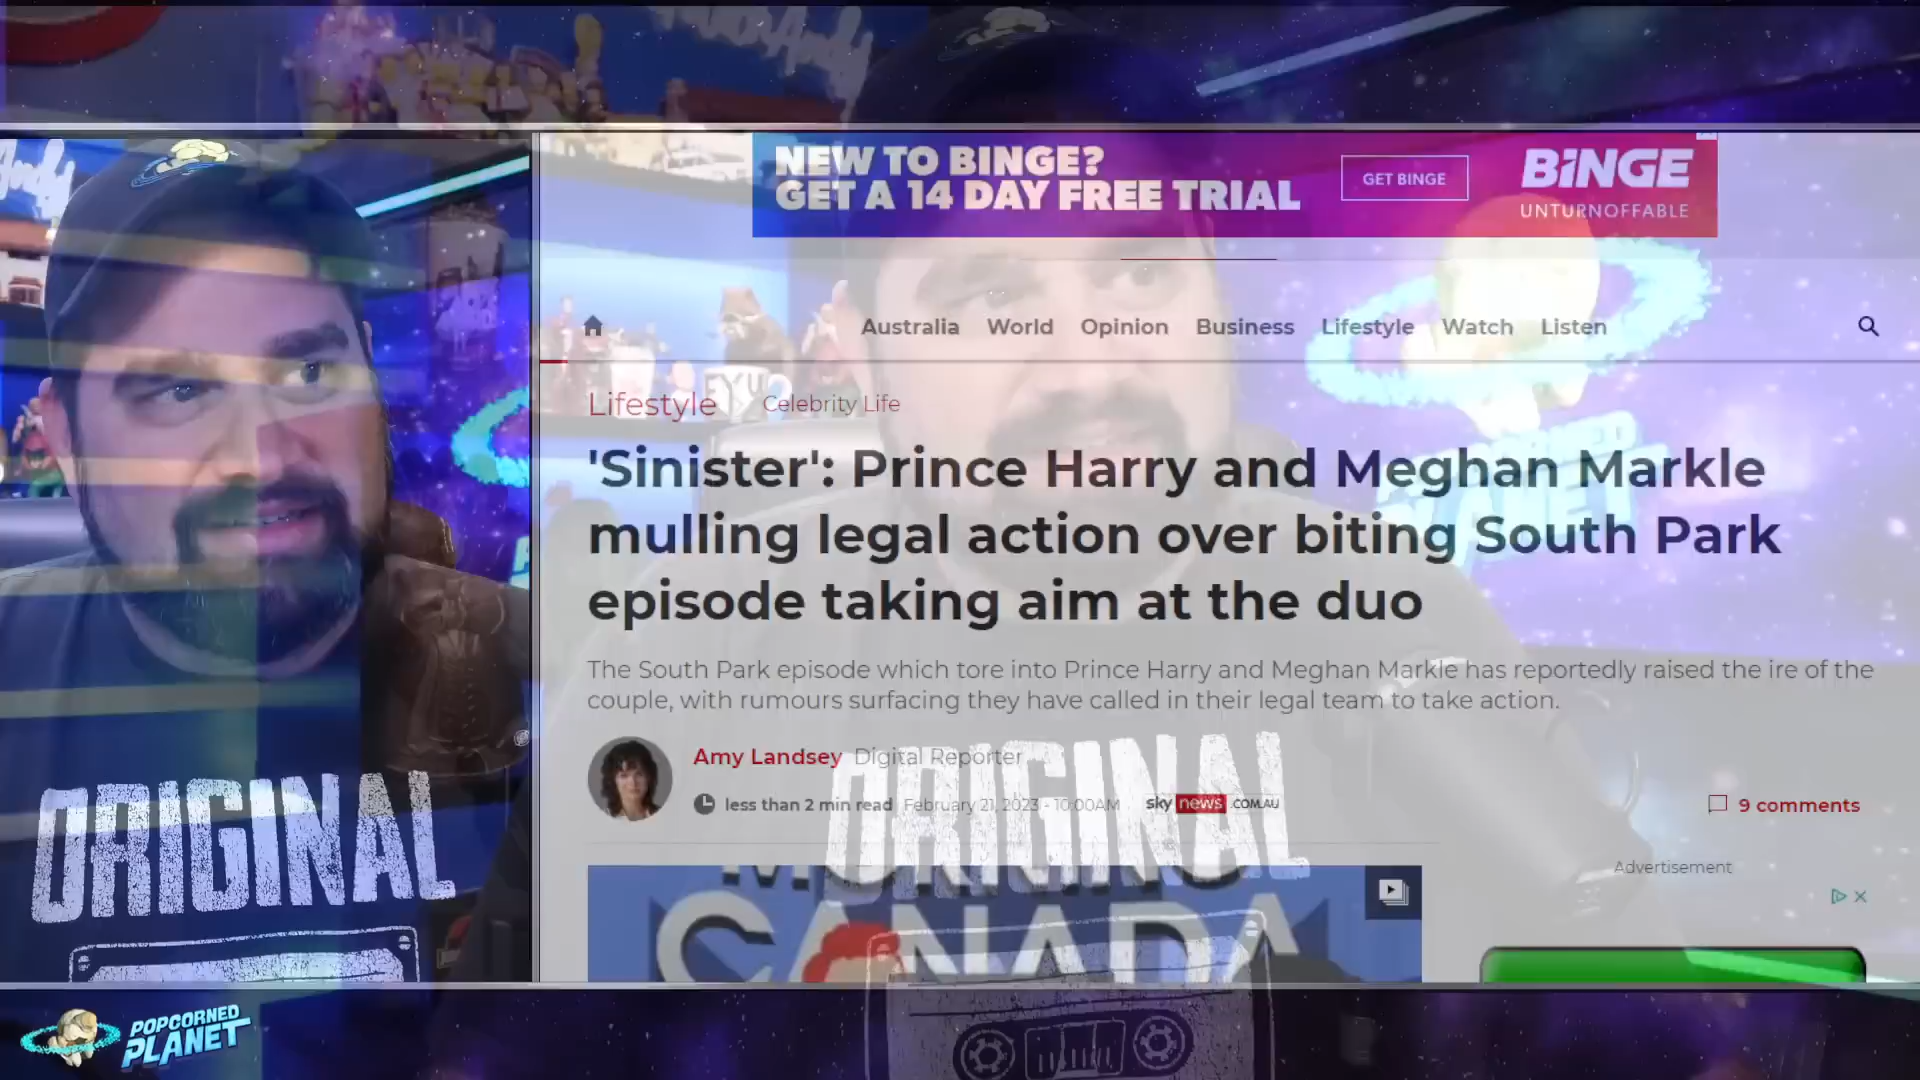 NEW TO BINGE?
GET A 14 DAY FREE TRIAL
GET BINGE
BiNGE
UNTURNOFFABLE
Australia World Opinion Business Lifestyle Watch Listen
Lifestyle Celebrity Life
'Sinister': Prince Harry and Meghan Markle
mulling legal action over biting South Park
episode taking aim at the duo
The South Park episode which tore into Prince Harry and Meghan Markle has reportedly raised the ire of the
couple, with rumours surfacing they have called in their legal team to take action.
Amy Landsey Digital Reporter
less than 2 min read February 21, 2023 - 10:00AM sky news .COM.AU
9 comments
Advertisement
CANADA
ORIGINAL
ORIGINAL
POPCORNED
PLANET
PLANET